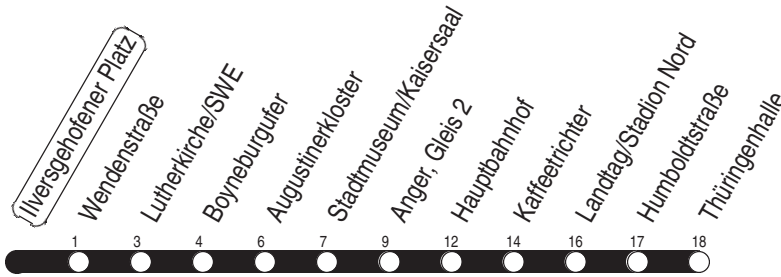 Ilversgehofener Platz
Wendenstraße
Lutherkirche/SWE
Boyneburgufer
Augustinerkloster
Stadtmuseum/Kaisersaal
Anger, Gleis 2
Hauptbahnhof
Kaffeetrichter
Landtag/Stadion Nord
Humboldtstraße
Thüringenhalle
1 3 4 6 7 9 12 14 16 17 18